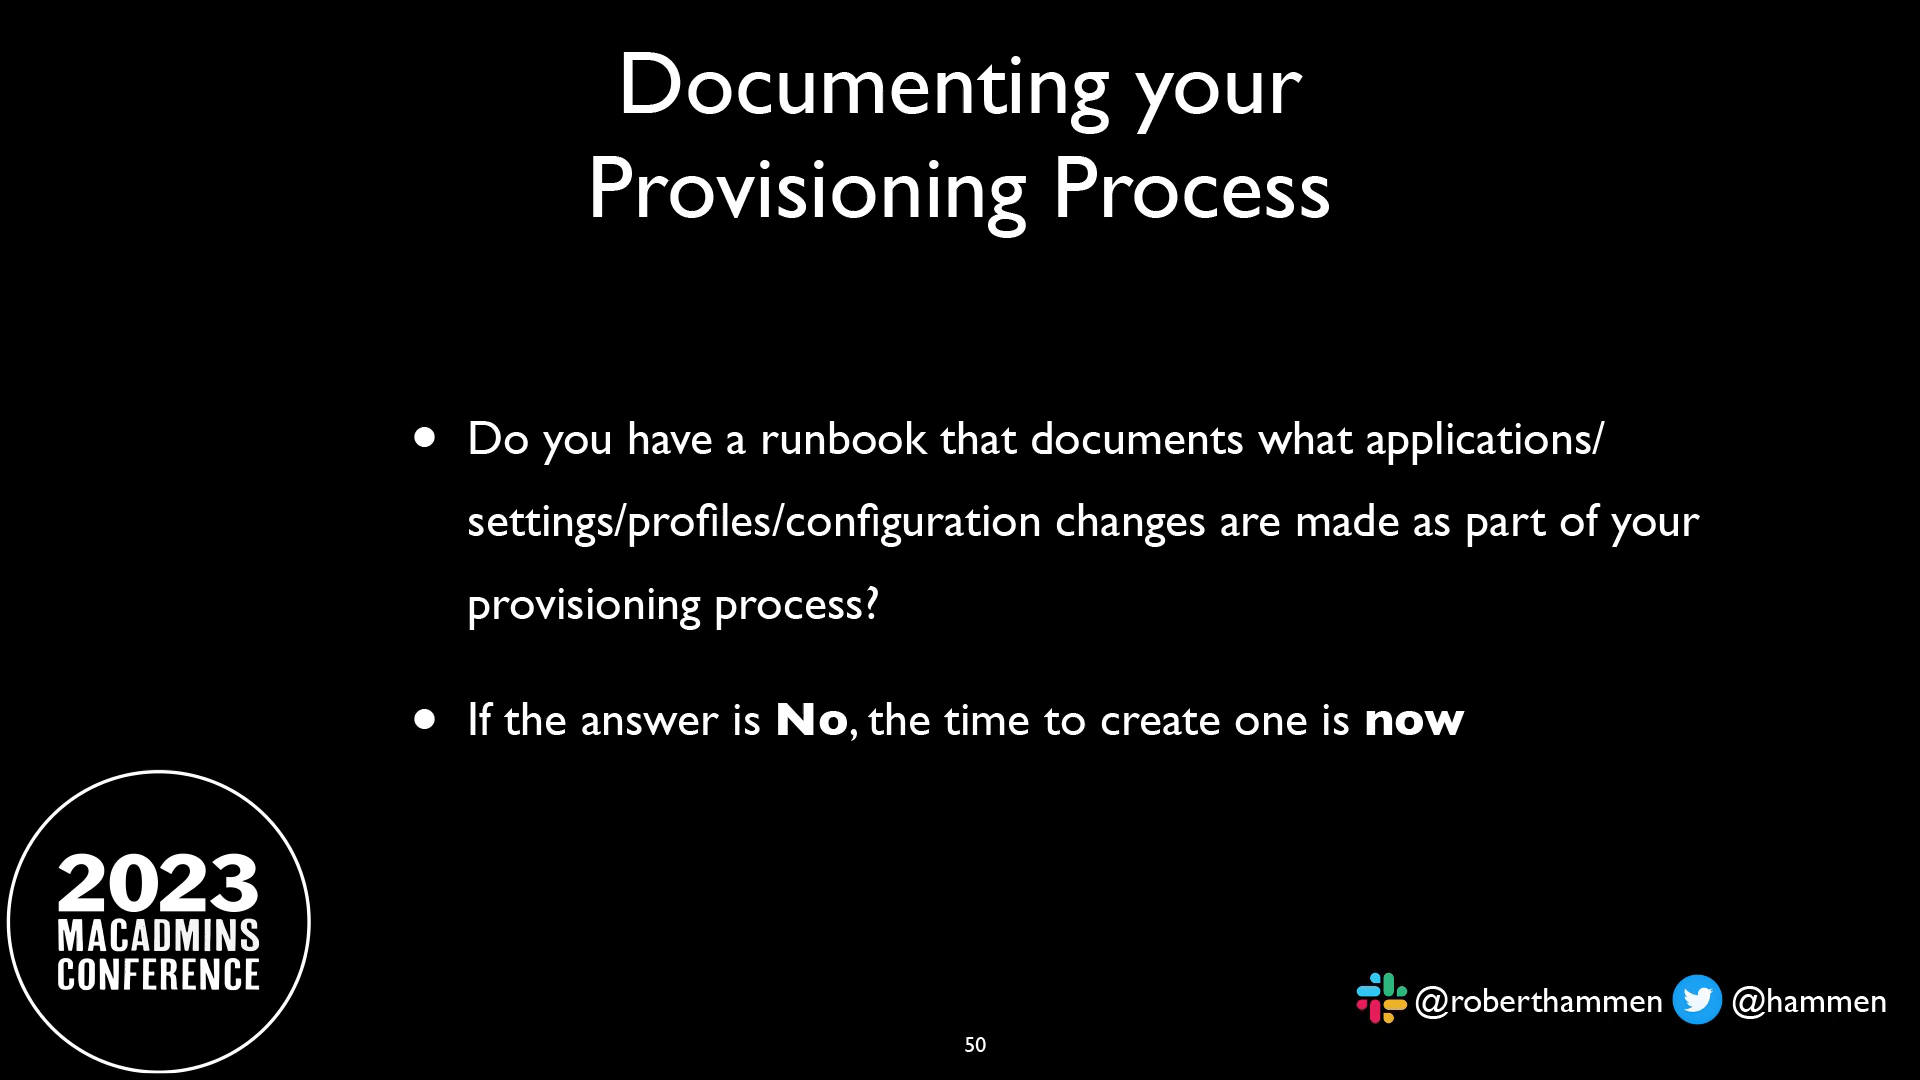 Documenting your
Provisioning Process
• Do you have a runbook that documents what applications/
settings/profiles/configuration changes are made as part of your
provisioning process?
• If the answer is No, the time to create one is now
2023
MACADMINS
CONFERENCE
@roberthammen @hammen
50